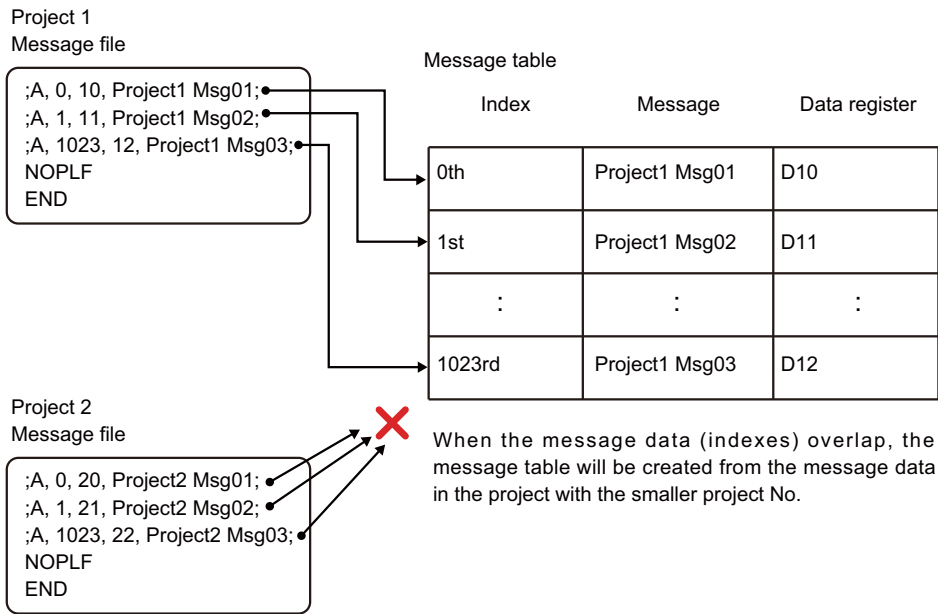 Project 1
Message file
;A, 0, 10, Project1 Msg01;
;A, 1, 11, Project1 Msg02;
;A, 1023, 12, Project1 Msg03;
NOPLF
END
Message table
Index Message Data register
0th Project1 Msg01 D10
1st Project1 Msg02 D11
: : :
1023rd Project1 Msg03 D12
Project 2
Message file
;A, 0, 20, Project2 Msg01;
;A, 1, 21, Project2 Msg02;
;A, 1023, 22, Project2 Msg03;
NOPLF
END
When the message data (indexes) overlap, the
message table will be created from the message data
in the project with the smaller project No.